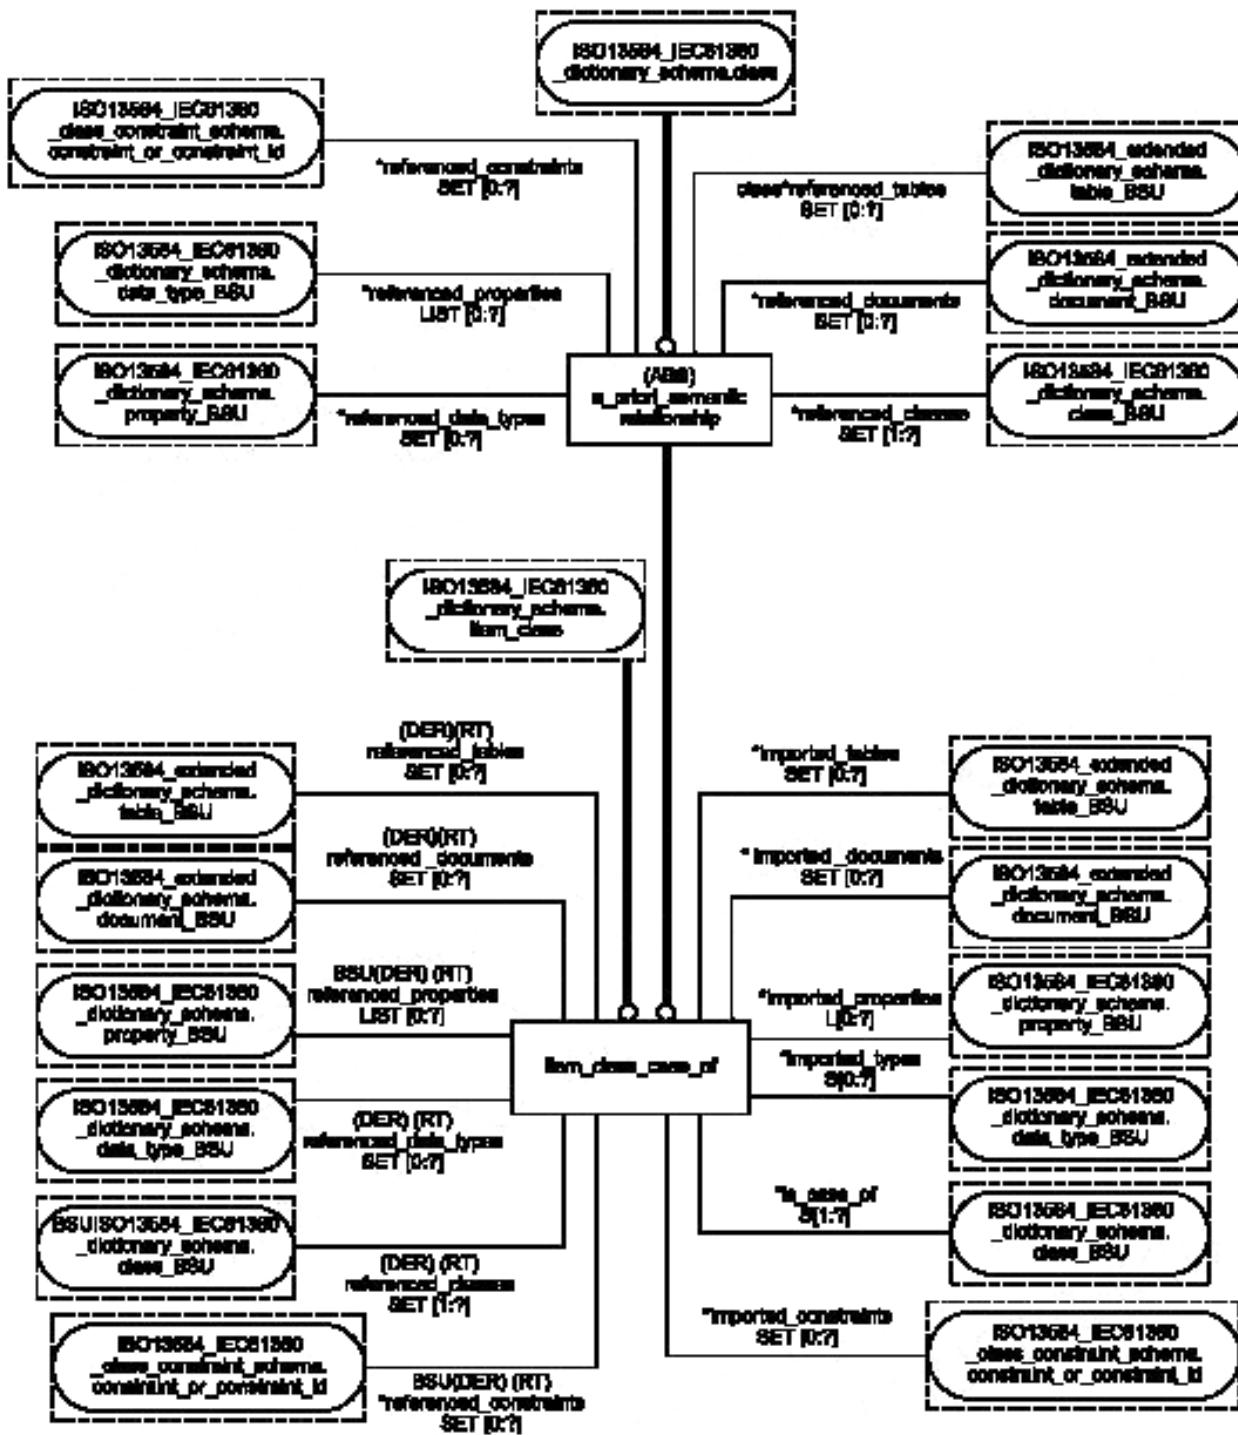 ISO13584_IEC61360
_dictionary_schema.class
ISO13584_IEC61360
_class_constraint_schema.
constraint_or_constraint_id
*referenced_constraints
SET [0:?]
ISO13584_extended
_dictionary_schema.
table_BSU
class*referenced_tables
SET [0:?]
ISO13584_IEC61360
_dictionary_schema.
data_type_BSU
*referenced_properties
LIST [0:?]
ISO13584_extended
_dictionary_schema.
document_BSU
*referenced_documents
SET [0:?]
ISO13584_IEC61360
_dictionary_schema.
property_BSU
*referenced_data_types
SET [0:?]
(ABS)
a_priori_semantic
relationship
*referenced_classes
SET [1:?]
ISO13584_IEC61360
_dictionary_schema.
class_BSU
ISO13584_IEC61360
_dictionary_schema.
item_class
(DER)(RT)
referenced_tables
SET [0:?]
ISO13584_extended
_dictionary_schema.
table_BSU
*imported_tables
SET [0:?]
ISO13584_extended
_dictionary_schema.
table_BSU
(DER)(RT)
referenced_documents
SET [0:?]
ISO13584_extended
_dictionary_schema.
document_BSU
* imported_documents
SET [0:?]
ISO13584_extended
_dictionary_schema.
document_BSU
BSU(DER) (RT)
referenced_properties
LIST [0:?]
ISO13584_IEC61360
_dictionary_schema.
property_BSU
*imported_properties
L[0:?]
ISO13584_IEC61360
_dictionary_schema.
property_BSU
item_class_case_of
*imported_types
S[0:?]
ISO13584_IEC61360
_dictionary_schema.
data_type_BSU
(DER) (RT)
referenced_data_types
SET [0:?]
ISO13584_IEC61360
_dictionary_schema.
data_type_BSU
*is_case_of
S[1:?]
ISO13584_IEC61360
_dictionary_schema.
class_BSU
BSUISO13584_IEC61360
_dictionary_schema.
class_BSU
(DER) (RT)
referenced_classes
SET [1:?]
*imported_constraints
SET [0:?]
ISO13584_IEC61360
_class_constraint_schema.
constraint_or_constraint_id
ISO13584_IEC61360
_class_constraint_schema.
constraint_or_constraint_id
BSU(DER) (RT)
*referenced_constraints
SET [0:?]